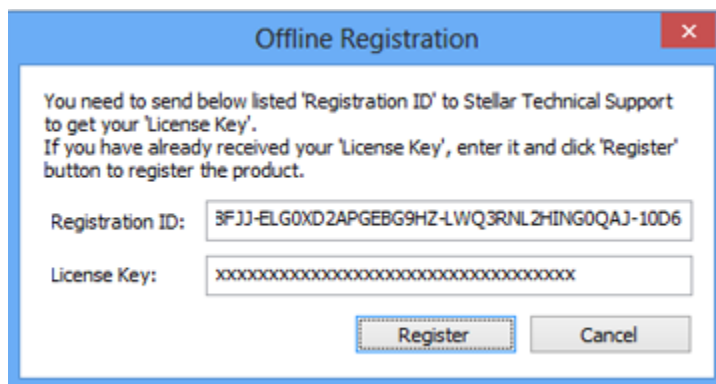 Offline Registration
You need to send below listed 'Registration ID' to Stellar Technical Support
to get your 'License Key'.
If you have already received your 'License Key', enter it and click 'Register'
button to register the product.
Registration ID: 3FJJ-ELG0XD2APGEBG9HZ-LWQ3RNL2HING0QAJ-10D6
License Key: xxxxxxxxxxxxxxxxxxxxxxxxxxxxxxxxxx
Register Cancel